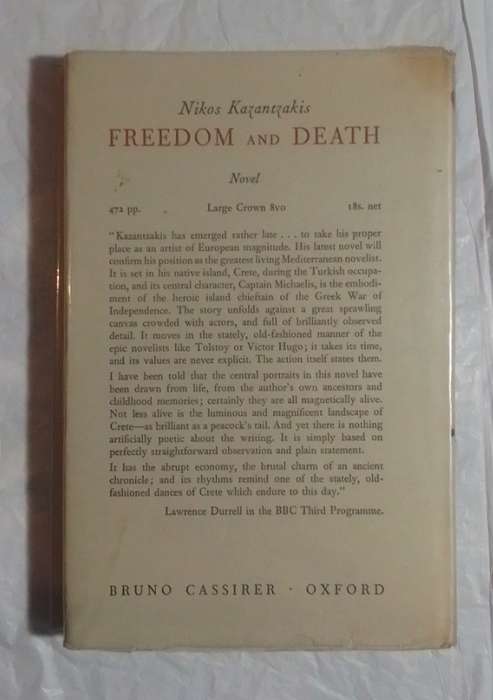 Nikos Kazantzakis
FREEDOM AND DEATH
Novel
472 pp. Large Crown 8vo 18s. net
"Kazantzakis has emerged rather late . . . to take his proper
place as an artist of European magnitude. His latest novel will
confirm his position as the greatest living Mediterranean novelist.
It is set in his native island, Crete, during the Turkish occupa-
tion, and its central character, Captain Michaelis, is the embodi-
ment of the heroic island chieftain of the Greek War of
Independence. The story unfolds against a great sprawling
canvas crowded with actors, and full of brilliantly observed
detail. It moves in the stately, old-fashioned manner of the
epic novelists like Tolstoy or Victor Hugo; it takes its time,
and its values are never explicit. The action itself states them.
I have been told that the central portraits in this novel have
been drawn from life, from the author's own ancestors and
childhood memories; certainly they are all magnetically alive.
Not less alive is the luminous and magnificent landscape of
Crete—as brilliant as a peacock's tail. And yet there is nothing
artificially poetic about the writing. It is simply based on
perfectly straightforward observation and plain statement.
It has the abrupt economy, the brutal charm of an ancient
chronicle; and its rhythms remind one of the stately, old-
fashioned dances of Crete which endure to this day."
Lawrence Durrell in the BBC Third Programme.
BRUNO CASSIRER · OXFORD